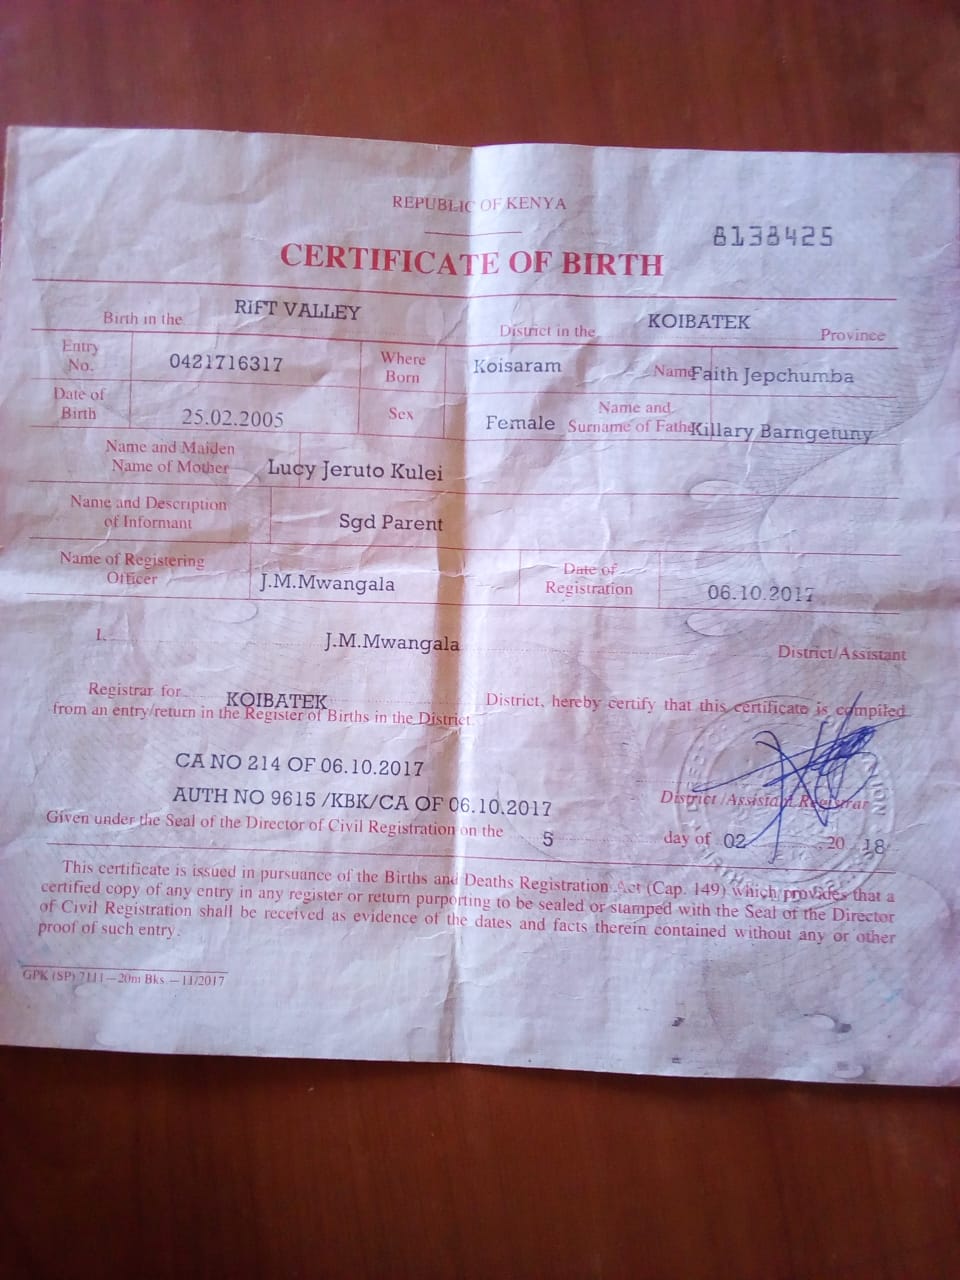 REPUBLIC OF KENYA
8138425
CERTIFICATE OF BIRTH
Birth in the RIFT VALLEY District in the KOIBATEK Province
Entry No. 0421716317 Where Born Koisaram Name Faith Jepchumba
Date of Birth 25.02.2005 Sex Female Name and Surname of Father Killary Barngetuny
Name and Maiden Name of Mother Lucy Jeruto Kulei
Name and Description of Informant Sgd Parent
Name of Registering Officer J.M.Mwangala Date of Registration 06.10.2017
I, J.M.Mwangala District/Assistant
Registrar for KOIBATEK District, hereby certify that this certificate is compiled
from an entry/return in the Register of Births in the District.
CA NO 214 OF 06.10.2017
AUTH NO 9615 /KBK/CA OF 06.10.2017
District /Assistant Registrar
Given under the Seal of the Director of Civil Registration on the 5 day of 02 20 18
This certificate is issued in pursuance of the Births and Deaths Registration Act (Cap. 149) which provides that a
certified copy of any entry in any register or return purporting to be sealed or stamped with the Seal of the Director
of Civil Registration shall be received as evidence of the dates and facts therein contained without any or other
proof of such entry.
GPK (SP) 7111—20m Bks.—11/2017